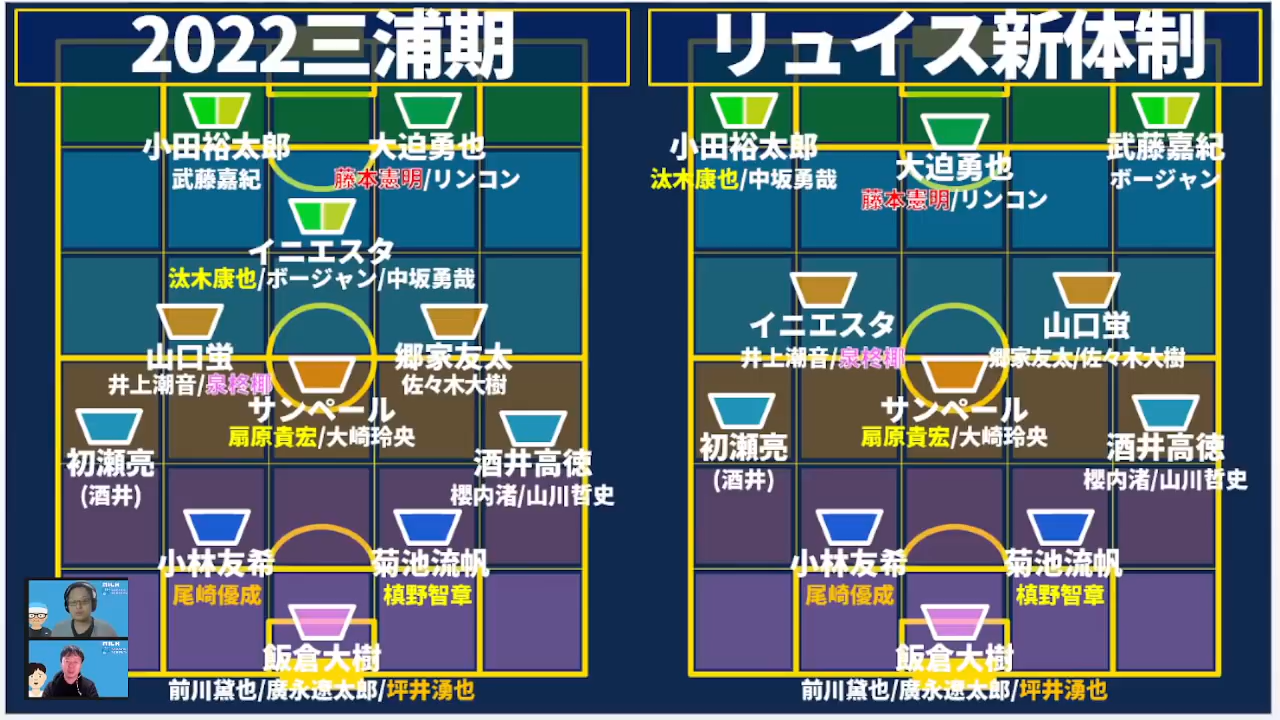 2022三浦期
小田裕太郎
武藤嘉紀
大迫勇也
藤本憲明/リンコン
イニエスタ
汰木康也/ボージャン/中坂勇哉
山口蛍
井上潮音/泉柊椰
郷家友太
佐々木大樹
サンペール
扇原貴宏/大崎玲央
初瀬亮
(酒井)
酒井高徳
櫻内渚/山川哲史
小林友希
尾崎優成
菊池流帆
槙野智章
飯倉大樹
前川黛也/廣永遼太郎/坪井湧也
リュイス新体制
小田裕太郎
汰木康也/中坂勇哉
大迫勇也
藤本憲明/リンコン
武藤嘉紀
ボージャン
イニエスタ
井上潮音/泉柊椰
山口蛍
郷家友太/佐々木大樹
サンペール
扇原貴宏/大崎玲央
初瀬亮
(酒井)
酒井高徳
櫻内渚/山川哲史
小林友希
尾崎優成
菊池流帆
槙野智章
飯倉大樹
前川黛也/廣永遼太郎/坪井湧也